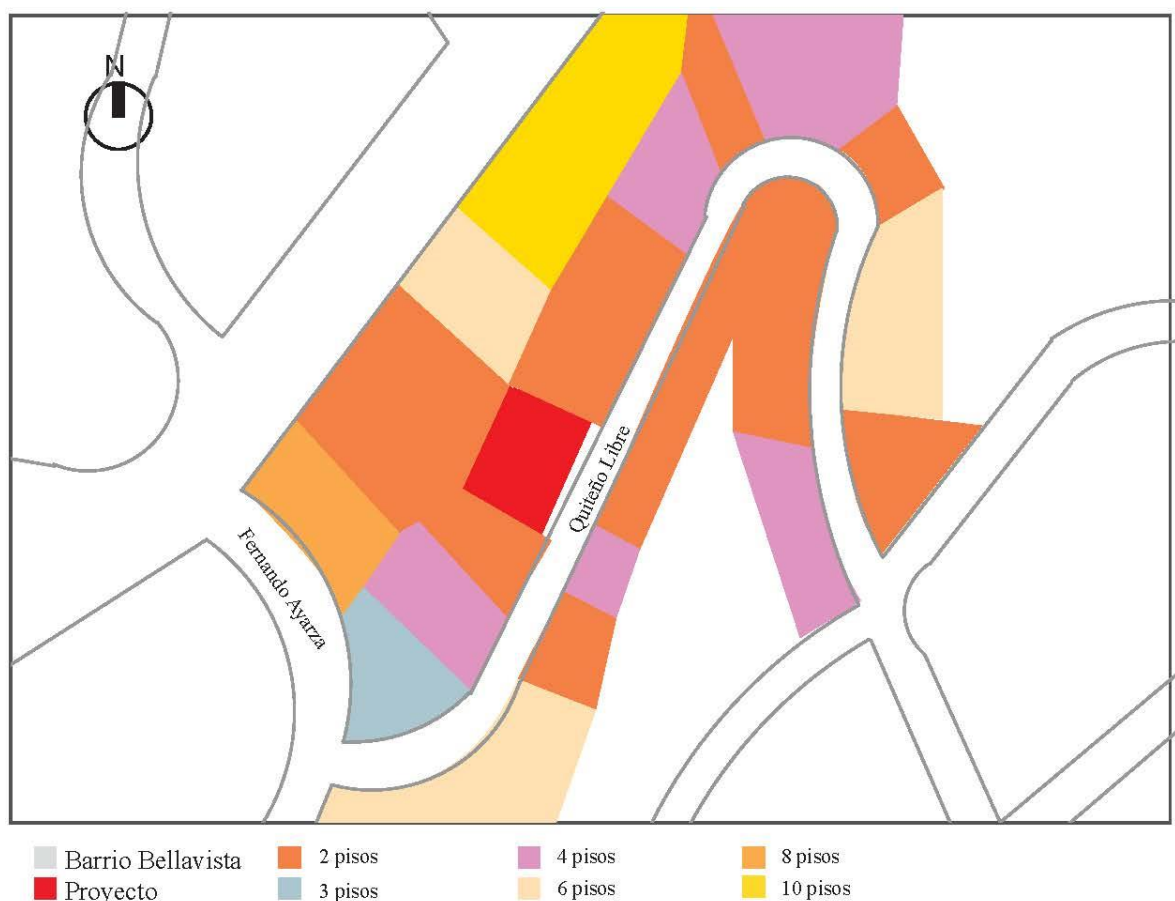 N
Quiteño Libre
Fernando Ayarza
Barrio Bellavista
2 pisos
4 pisos
8 pisos
Proyecto
3 pisos
6 pisos
10 pisos